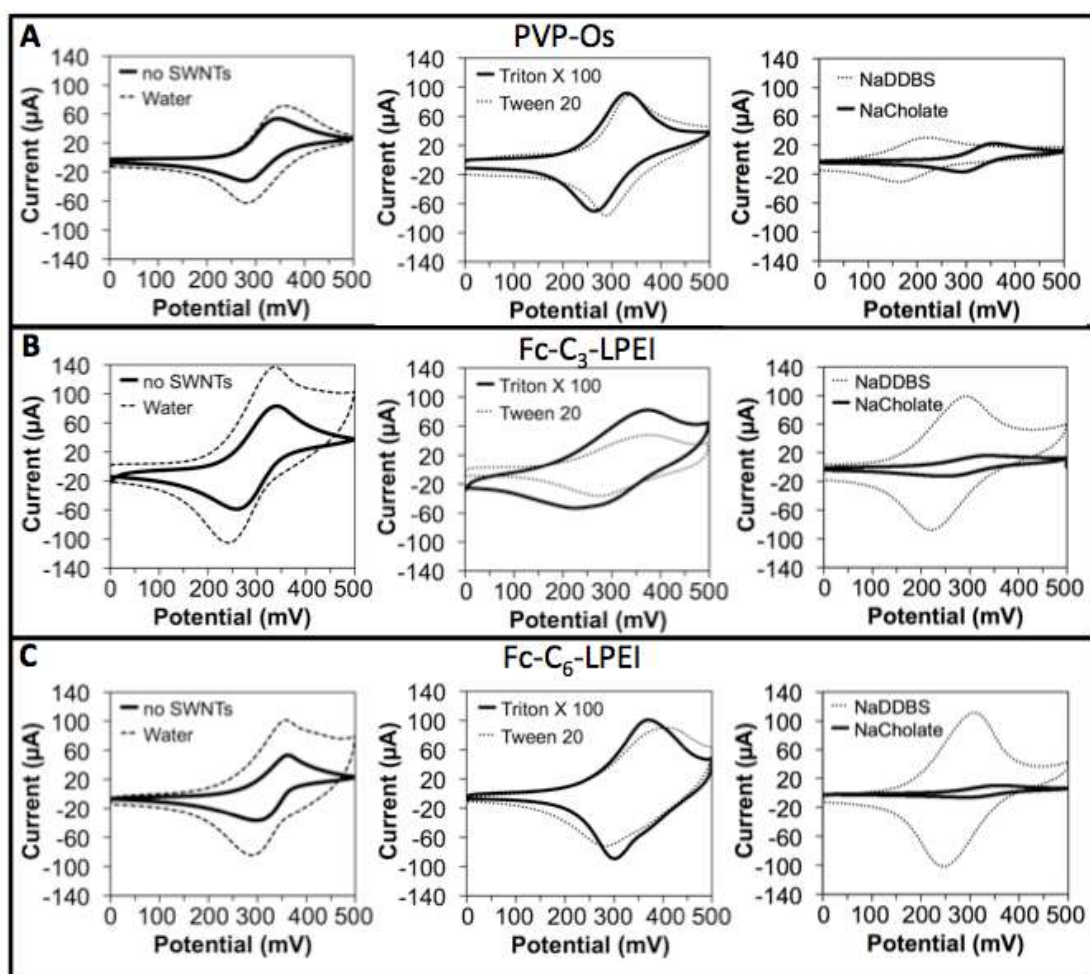 A
PVP-Os
Current (µA)
140
100
60
20
-20
-60
-100
-140
no SWNTs
Water
0 100 200 300 400 500
Potential (mV)
Current (µA)
140
100
60
20
-20
-60
-100
-140
Triton X 100
Tween 20
0 100 200 300 400 500
Potential (mV)
Current (µA)
140
100
60
20
-20
-60
-100
-140
NaDDBS
NaCholate
0 100 200 300 400 500
Potential (mV)
B
Fc-C3-LPEI
Current (µA)
140
100
60
20
-20
-60
-100
-140
no SWNTs
Water
0 100 200 300 400 500
Potential (mV)
Current (µA)
140
100
60
20
-20
-60
-100
-140
Triton X 100
Tween 20
0 100 200 300 400 500
Potential (mV)
Current (µA)
140
100
60
20
-20
-60
-100
-140
NaDDBS
NaCholate
0 100 200 300 400 500
Potential (mV)
C
Fc-C6-LPEI
Current (µA)
140
100
60
20
-20
-60
-100
-140
no SWNTs
Water
0 100 200 300 400 500
Potential (mV)
Current (µA)
140
100
60
20
-20
-60
-100
-140
Triton X 100
Tween 20
0 100 200 300 400 500
Potential (mV)
Current (µA)
140
100
60
20
-20
-60
-100
-140
NaDDBS
NaCholate
0 100 200 300 400 500
Potential (mV)